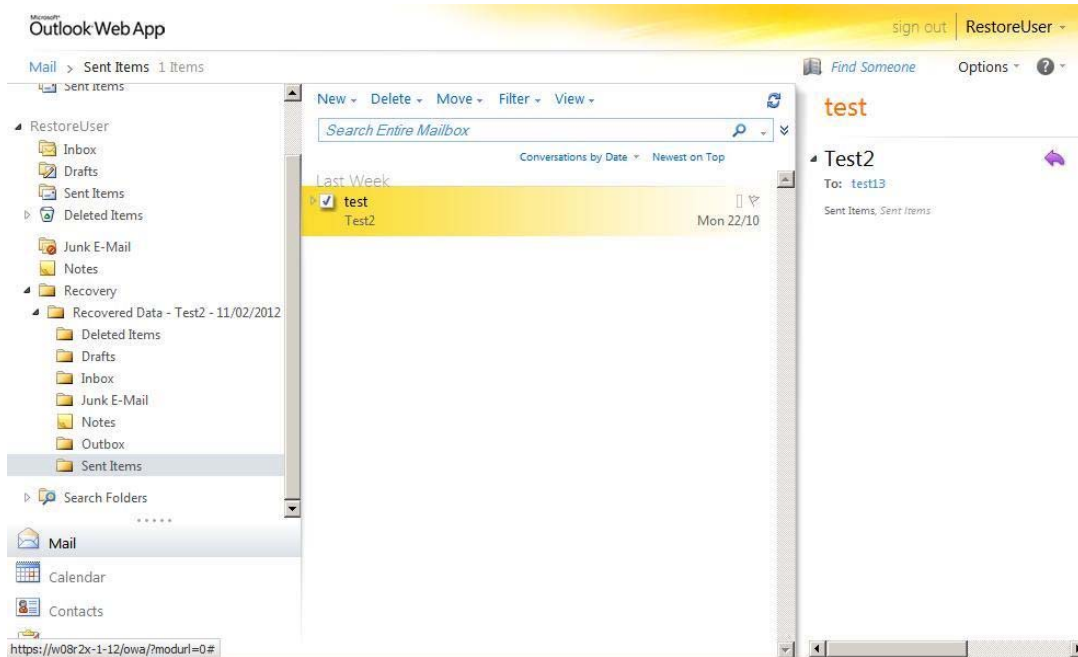 Microsoft
Outlook Web App
sign out RestoreUser
Mail > Sent Items 1 Items
Find Someone Options
Sent Items
RestoreUser
Inbox
Drafts
Sent Items
Deleted Items
Junk E-Mail
Notes
Recovery
Recovered Data - Test2 - 11/02/2012
Deleted Items
Drafts
Inbox
Junk E-Mail
Notes
Outbox
Sent Items
Search Folders
Mail
Calendar
Contacts
https://w08r2x-1-12/owa/?modurl=0#
New Delete Move Filter View
Search Entire Mailbox
Conversations by Date Newest on Top
Last Week
test
Test2 Mon 22/10
test
Test2
To: test13
Sent Items, Sent Items